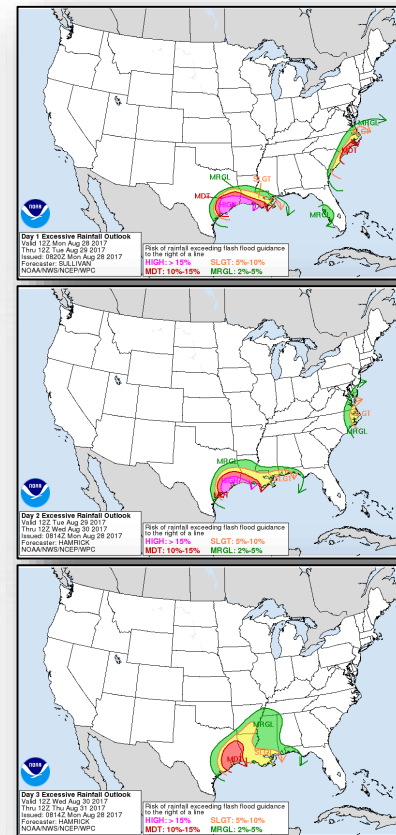 MRGL
MDT
MRGL
SLGT
MDT
HIGH
MRGL
noaa
Day 1 Excessive Rainfall Outlook
Valid 12Z Mon Aug 28 2017
Thru 12Z Tue Aug 29 2017
Issued: 0820Z Mon Aug 28 2017
Forecaster: SULLIVAN
NOAA/NWS/NCEP/WPC
Risk of rainfall exceeding flash flood guidance
to the right of a line
HIGH: > 15% SLGT: 5%-10%
MDT: 10%-15% MRGL: 2%-5%
SLGT
MRGL
MRGL
SLGT
MDT
noaa
Day 2 Excessive Rainfall Outlook
Valid 12Z Tue Aug 29 2017
Thru 12Z Wed Aug 30 2017
Issued: 0814Z Mon Aug 28 2017
Forecaster: HAMRICK
NOAA/NWS/NCEP/WPC
Risk of rainfall exceeding flash flood guidance
to the right of a line
HIGH: > 15% SLGT: 5%-10%
MDT: 10%-15% MRGL: 2%-5%
MRGL
SLGT
MDT
noaa
Day 3 Excessive Rainfall Outlook
Valid 12Z Wed Aug 30 2017
Thru 12Z Thu Aug 31 2017
Issued: 0814Z Mon Aug 28 2017
Forecaster: HAMRICK
NOAA/NWS/NCEP/WPC
Risk of rainfall exceeding flash flood guidance
to the right of a line
HIGH: > 15% SLGT: 5%-10%
MDT: 10%-15% MRGL: 2%-5%